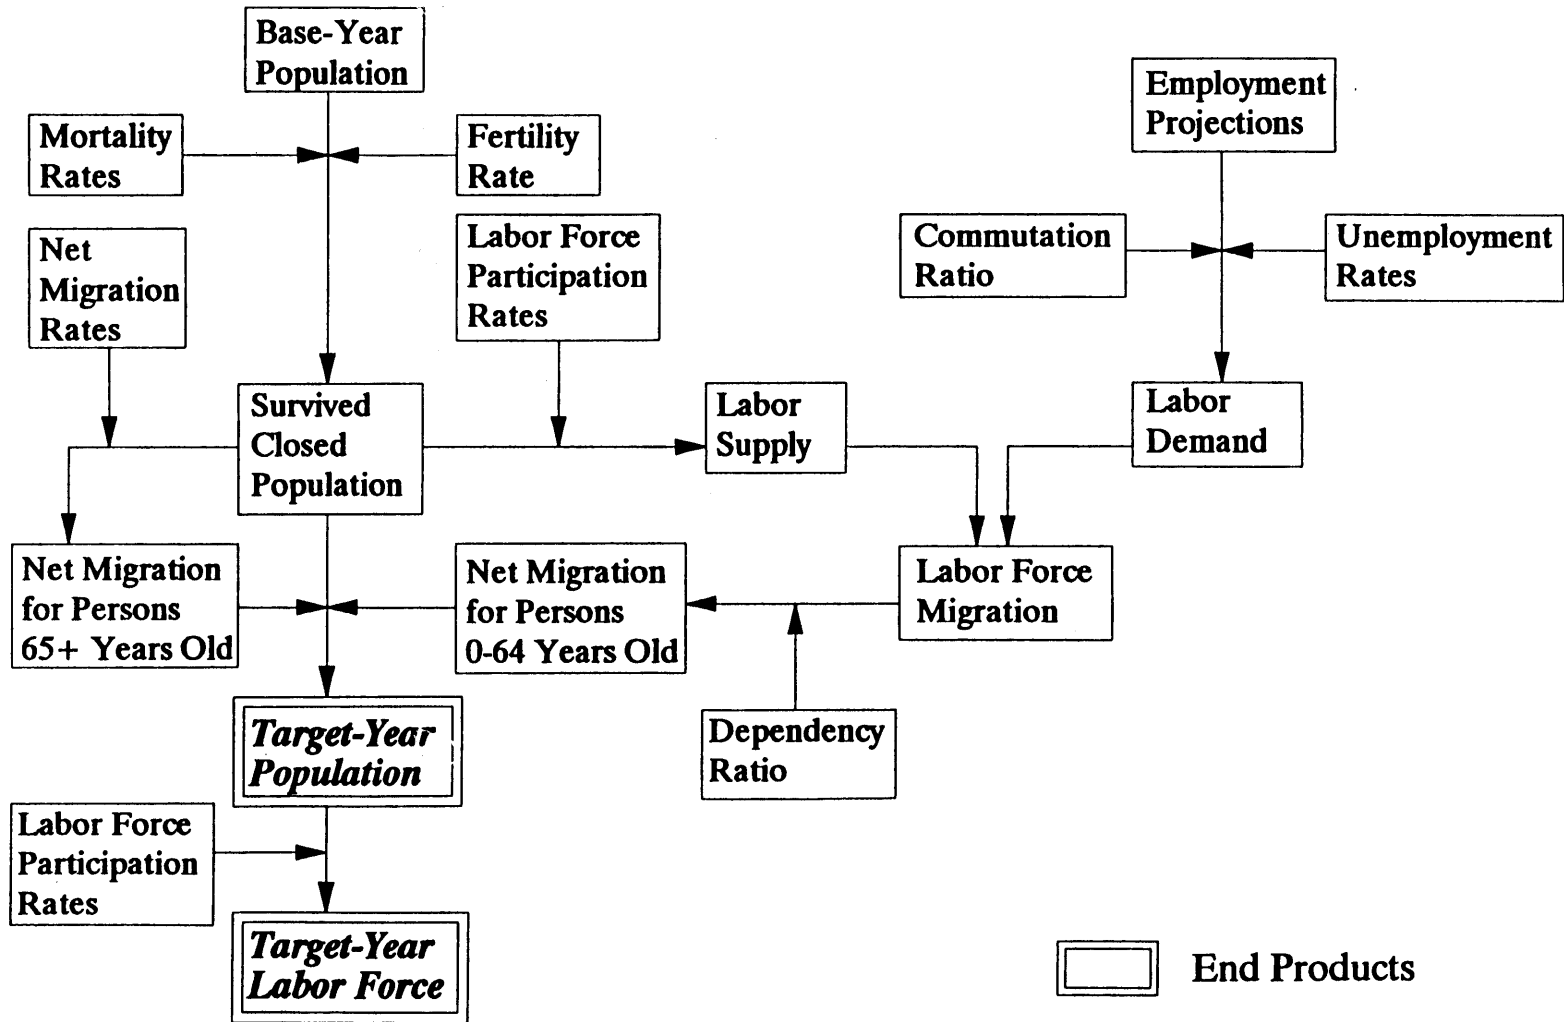 Base-Year
Population
Employment
Projections
Mortality
Rates
Fertility
Rate
Net
Migration
Rates
Labor Force
Participation
Rates
Commutation
Ratio
Unemployment
Rates
Survived
Closed
Population
Labor
Supply
Labor
Demand
Net Migration
for Persons
65+ Years Old
Net Migration
for Persons
0-64 Years Old
Labor Force
Migration
Target-Year
Population
Dependency
Ratio
Labor Force
Participation
Rates
Target-Year
Labor Force
End Products